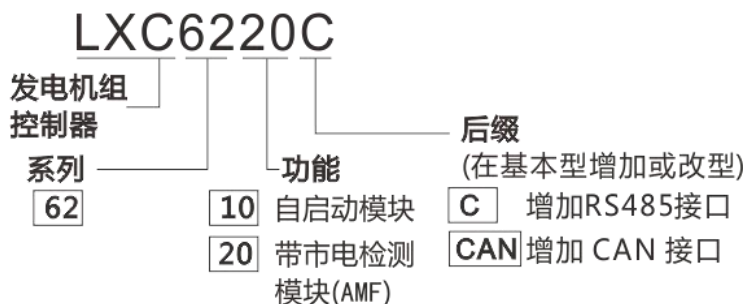 LXC6220C
发电机组
控制器
系列
62
功能
10 自启动模块
20 带市电检测
模块(AMF)
后缀
(在基本型增加或改型)
C 增加RS485接口
CAN 增加 CAN 接口